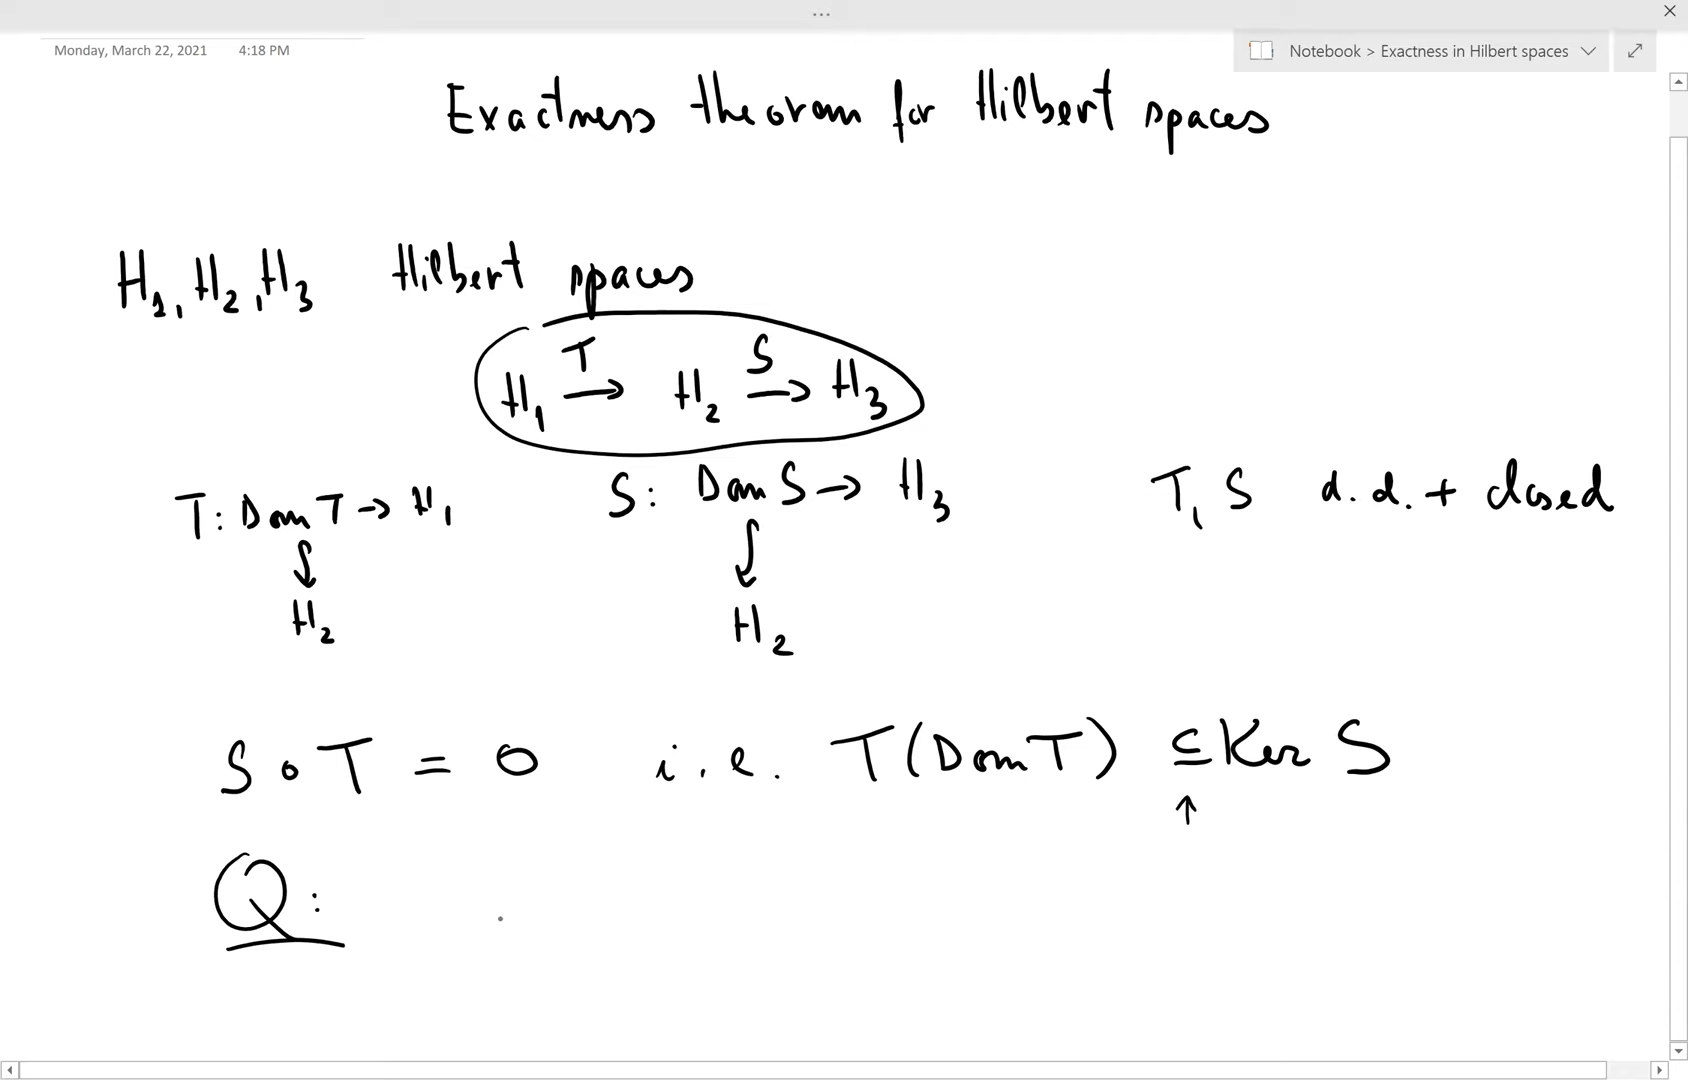 ...
Monday, March 22, 2021 4:18 PM
Notebook > Exactness in Hilbert spaces
Exactness theorem for Hilbert spaces
H₁, H₂, H₃ Hilbert spaces
H₁ —T→ H₂ —S→ H₃
T: Dom T → H₁ S: Dom S → H₃ T, S d.d. + closed
↓ ↓
H₂ H₂
S ∘ T = 0 i.e. T(Dom T) ⊆ Ker S
↑
Q: